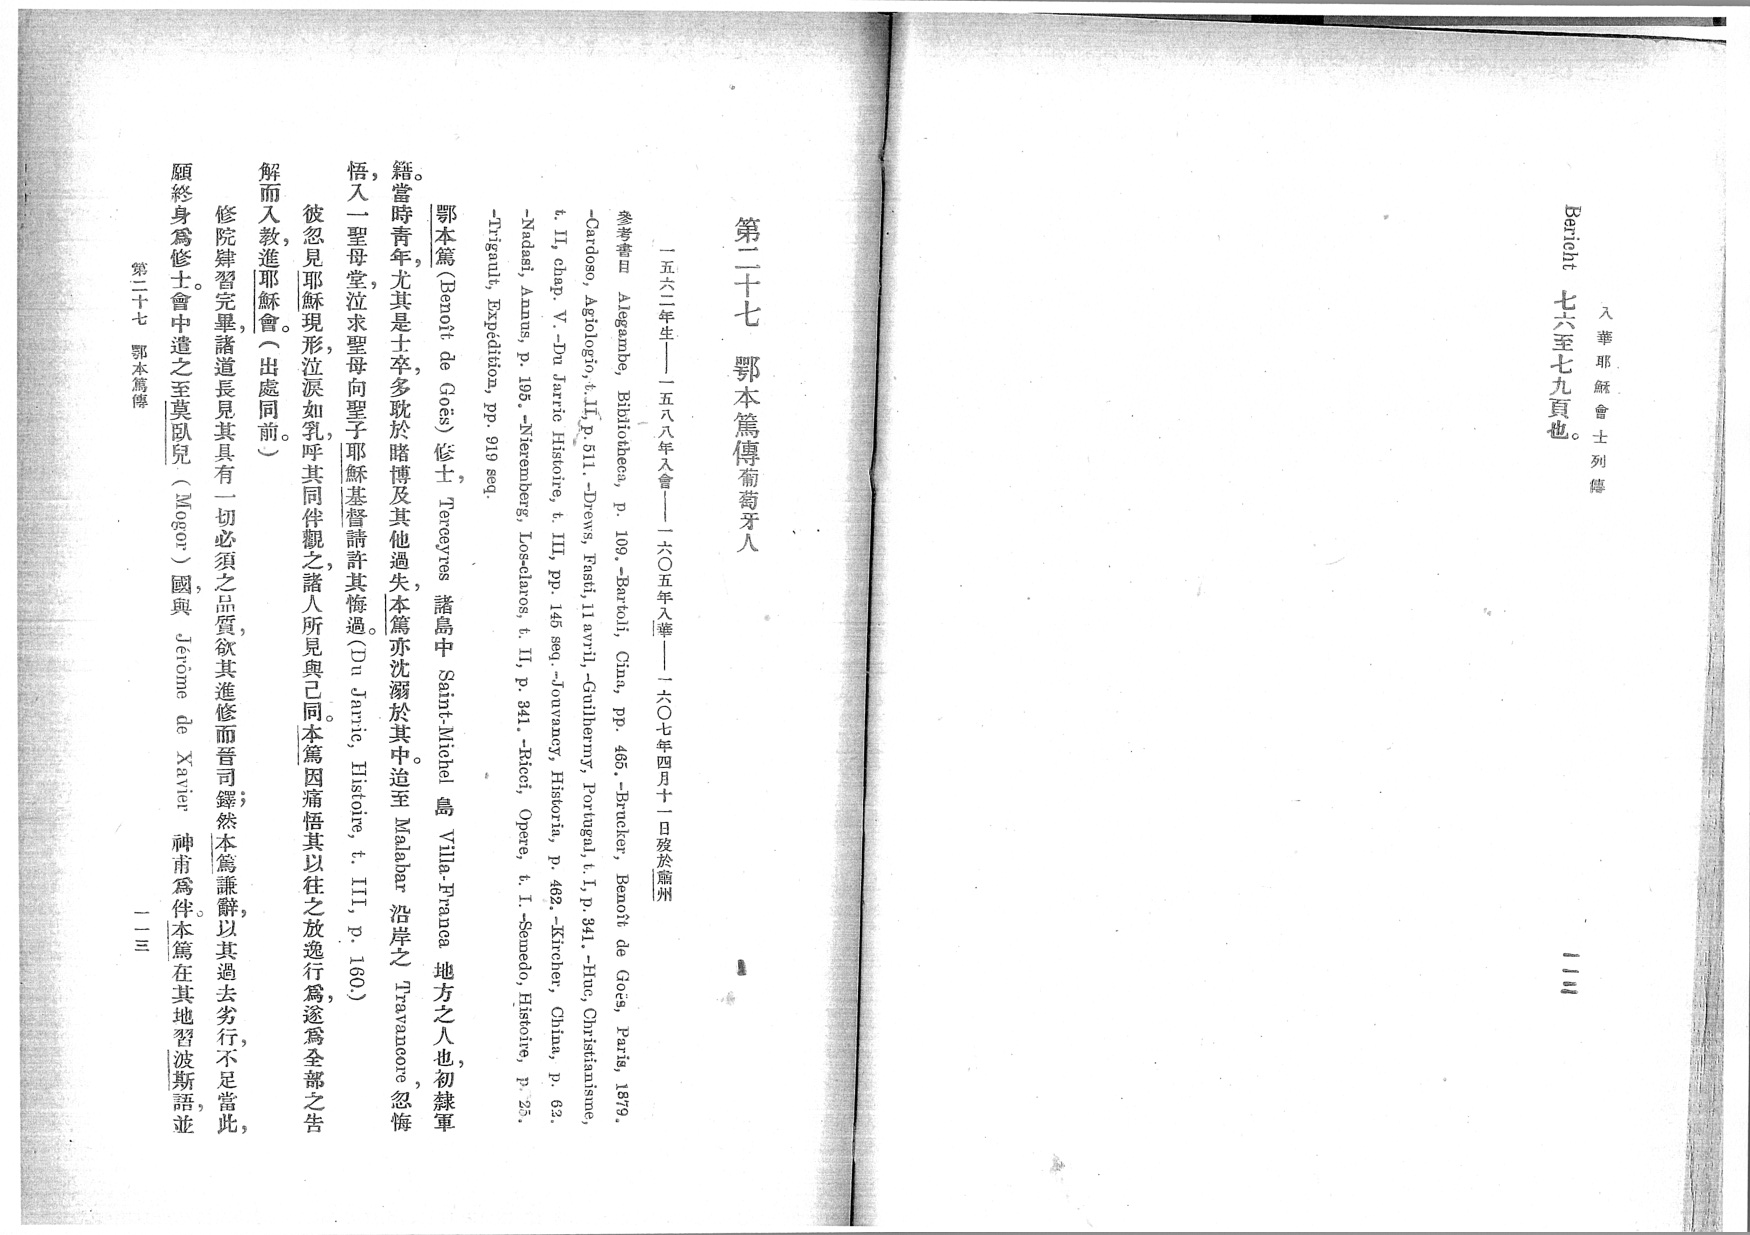 入華耶穌會士列傳
一一二
Bericht 七六至七九頁也。
第二十七 鄂本篤傳 葡萄牙人
一五六二年生——一五八八年入會——一六〇五年入華——一六〇七年四月十一日歿於肅州
參考書目 Alegambe, Bibliotheca, p. 109.-Bartoli, Cina, pp. 465.-Brucker, Benoît de Goës, Paris, 1879.
-Cardoso, Agiologio, t. II, p. 511.-Drews, Fasti, 11 avril,-Guilhermy, Portugal, t. I, p. 341.-Huc, Christianisme,
t. II, chap. V.-Du Jarric Histoire, t. III, pp. 145 seq.-Jouvancy, Historia, p. 462.-Kircher, China, p. 62.
-Nadasi, Annus, p. 195.-Nieremberg, Los-claros, t. II, p. 341.-Ricci, Opere, t. I.-Semedo, Histoire, p. 25.
-Trigault, Expédition, pp. 919 seq.
鄂本篤(Benoît de Goës)修士，Terceyres 諸島中 Saint-Michel 島 Villa-Franca 地方之人也，初隸軍
籍。當時青年，尤其是士卒，多耽於賭博及其他過失，本篤亦沈溺於其中。迨至 Malabar 沿岸之 Travancore，忽悔
悟，入一聖母堂，泣求聖母向聖子耶穌基督請許其悔過。(Du Jarric, Histoire, t. III, p. 160.)
彼忽見耶穌現形，泣淚如乳，呼其同伴觀之，諸人所見與己同。本篤因痛悟其以往之放逸行爲，遂爲全部之告
解而入教，進耶穌會。(出處同前。)
修院肄習完畢，諸道長見其具有一切必須之品質，欲其進修而晉司鐸；然本篤謙辭，以其過去劣行，不足當此，
願終身爲修士。會中遣之至莫臥兒(Mogor)國，與 Jérôme de Xavier 神甫爲伴。本篤在其地習波斯語，並
第二十七 鄂本篤傳
一一三